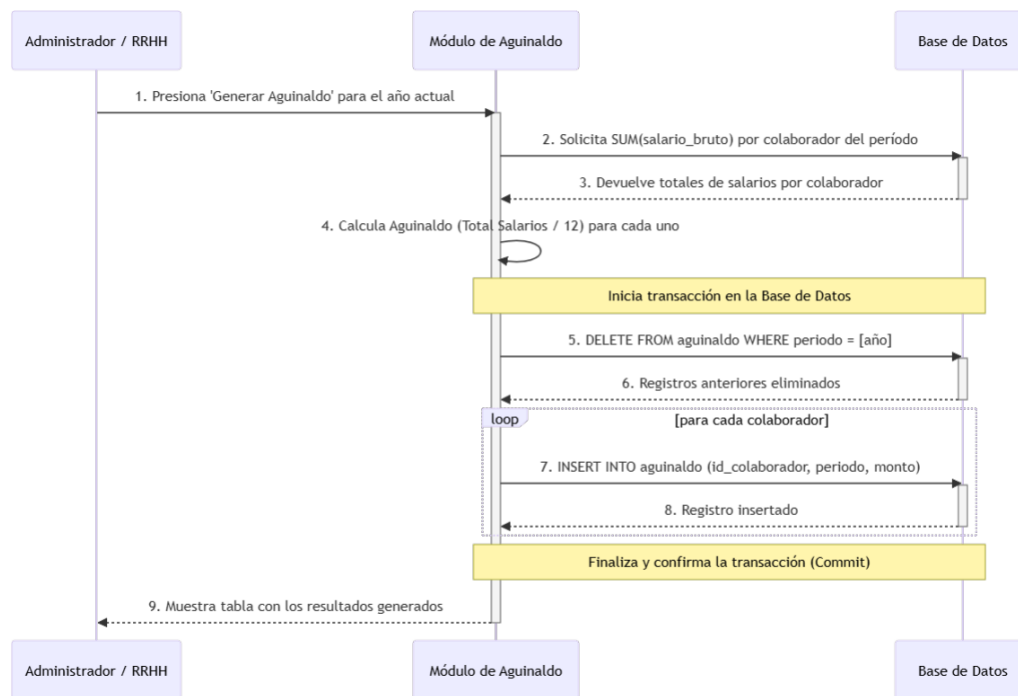 Administrador / RRHH
Módulo de Aguinaldo
Base de Datos
1. Presiona 'Generar Aguinaldo' para el año actual
2. Solicita SUM(salario_bruto) por colaborador del período
3. Devuelve totales de salarios por colaborador
4. Calcula Aguinaldo (Total Salarios / 12) para cada uno
Inicia transacción en la Base de Datos
5. DELETE FROM aguinaldo WHERE periodo = [año]
6. Registros anteriores eliminados
loop
[para cada colaborador]
7. INSERT INTO aguinaldo (id_colaborador, periodo, monto)
8. Registro insertado
Finaliza y confirma la transacción (Commit)
9. Muestra tabla con los resultados generados
Administrador / RRHH
Módulo de Aguinaldo
Base de Datos